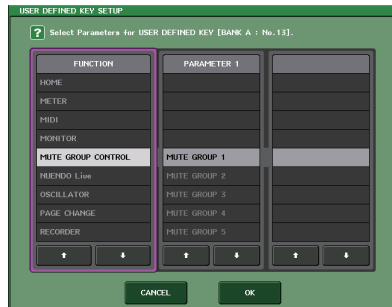 USER DEFINED KEY SETUP
? Select Parameters for USER DEFINED KEY [BANK A : No.13].
FUNCTION
HOME
METER
MIDI
MONITOR
MUTE GROUP CONTROL
NUENDO Live
OSCILLATOR
PAGE CHANGE
RECORDER
PARAMETER 1
MUTE GROUP 1
MUTE GROUP 2
MUTE GROUP 3
MUTE GROUP 4
MUTE GROUP 5
CANCEL
OK